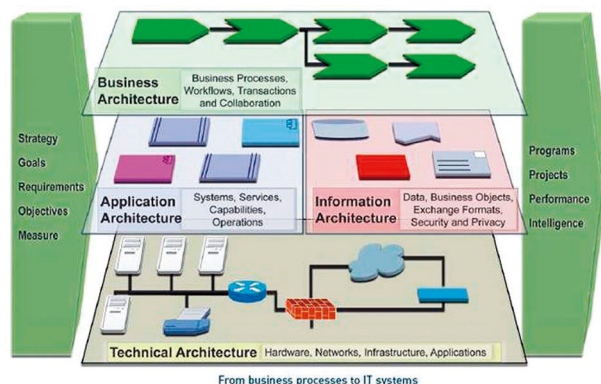 Business
Architecture
Business Processes,
Workflows, Transactions
and Collaboration
Strategy
Goals
Requirements
Objectives
Measure
Application
Architecture
Systems, Services,
Capabilities,
Operations
Information
Architecture
Data, Business Objects,
Exchange Formats,
Security and Privacy
Programs
Projects
Performance
Intelligence
Technical Architecture
Hardware, Networks, Infrastructure, Applications
From business processes to IT systems